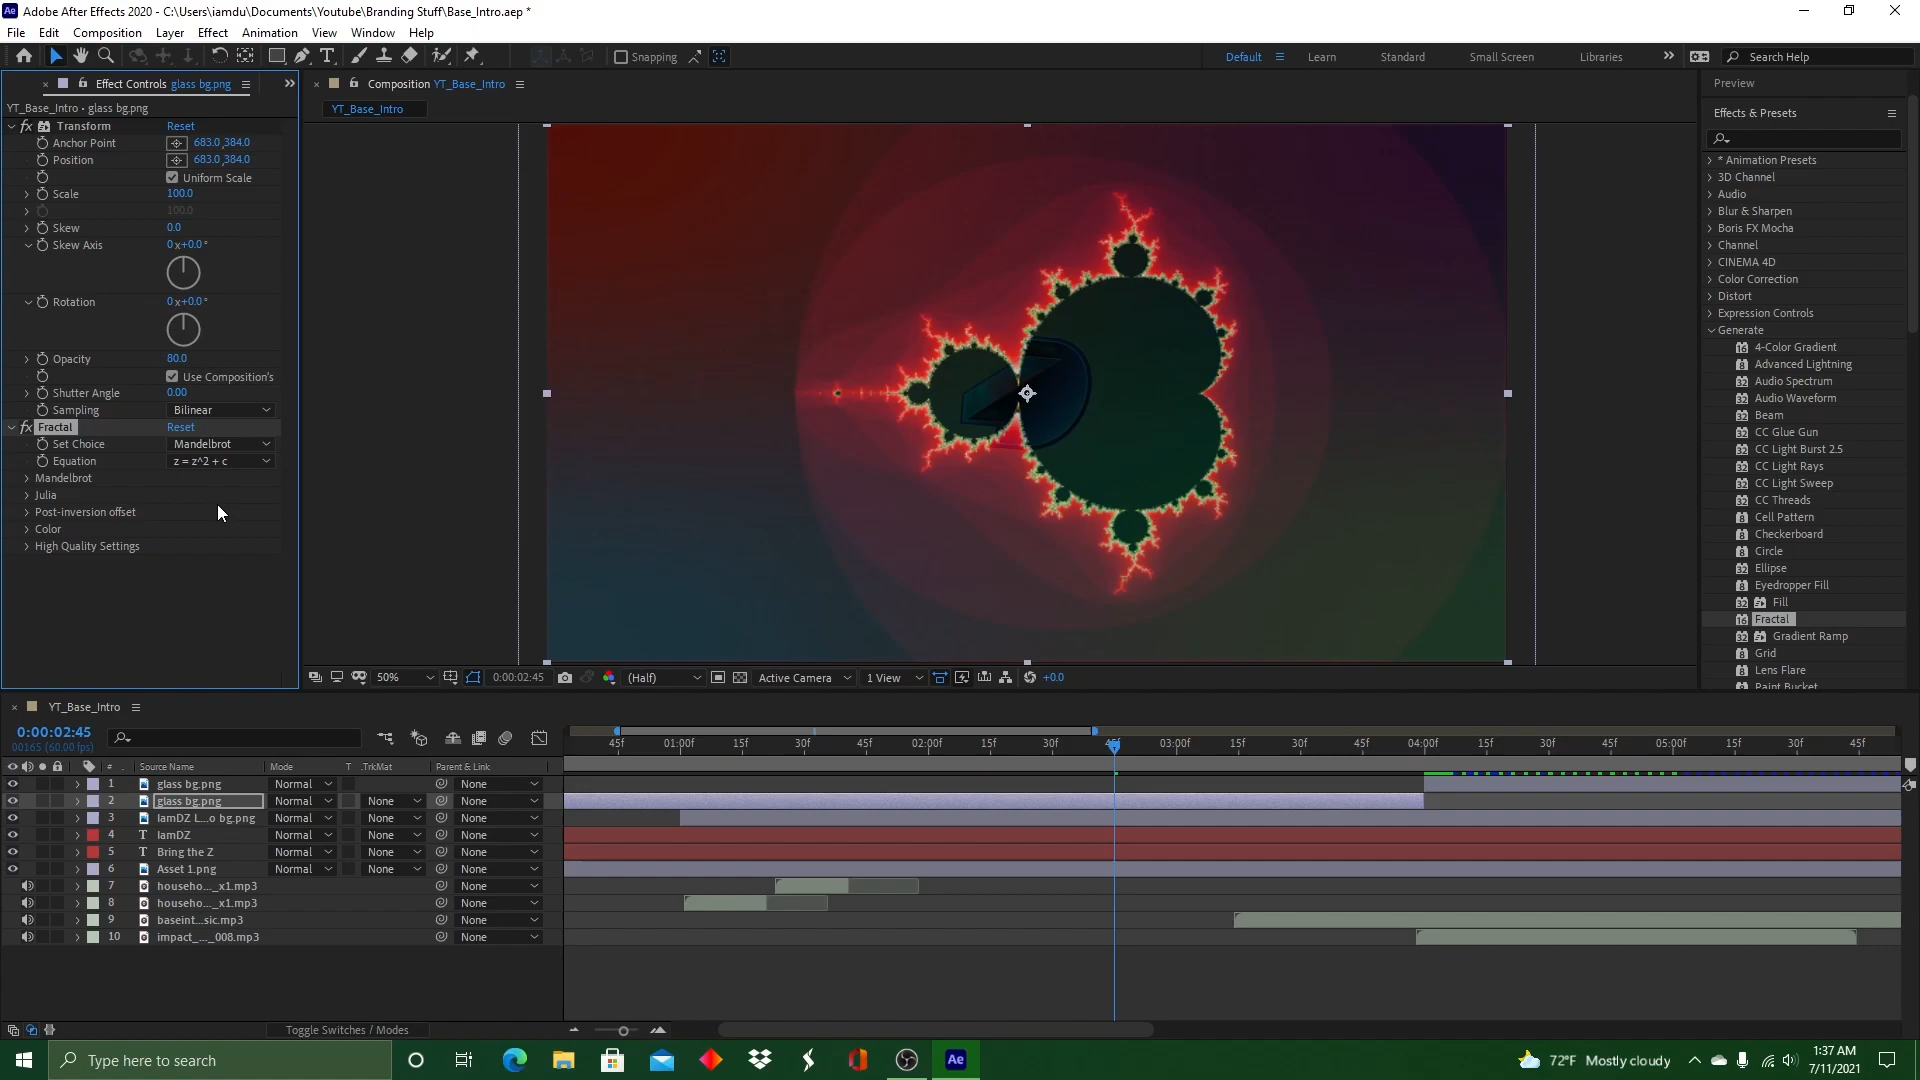 Adobe After Effects 2020 - C:\Users\iamdu\Documents\Youtube\Branding Stuff\Base_Intro.aep *
File Edit Composition Layer Effect Animation View Window Help
Snapping
Default Learn Standard Small Screen Libraries Search Help
Effect Controls glass bg.png
YT_Base_Intro • glass bg.png
fx Transform Reset
Anchor Point 683.0,384.0
Position 683.0,384.0
Uniform Scale
Scale 100.0
100.0
Skew 0.0
Skew Axis 0x+0.0°
Rotation 0x+0.0°
Opacity 80.0
Use Composition's
Shutter Angle 0.00
Sampling Bilinear
fx Fractal Reset
Set Choice Mandelbrot
Equation z = z^2 + c
Mandelbrot
Julia
Post-inversion offset
Color
High Quality Settings
Composition YT_Base_Intro
YT_Base_Intro
50% 0:00:02:45 (Half) Active Camera 1 View +0.0
Preview
Effects & Presets
* Animation Presets
3D Channel
Audio
Blur & Sharpen
Boris FX Mocha
Channel
CINEMA 4D
Color Correction
Distort
Expression Controls
Generate
4-Color Gradient
Advanced Lightning
Audio Spectrum
Audio Waveform
Beam
CC Glue Gun
CC Light Burst 2.5
CC Light Rays
CC Light Sweep
CC Threads
Cell Pattern
Checkerboard
Circle
Ellipse
Eyedropper Fill
Fill
Fractal
Gradient Ramp
Grid
Lens Flare
Paint Bucket
YT_Base_Intro
0:00:02:45
00165 (60.00 fps)
45f 01:00f 15f 30f 45f 02:00f 15f 30f 45f 03:00f 15f 30f 45f 04:00f 15f 30f 45f 05:00f 15f 30f 45f
# Source Name Mode T .TrkMat Parent & Link
1 glass bg.png Normal None
2 glass bg.png Normal None None
3 IamDZ L...o bg.png Normal None None
4 T IamDZ Normal None None
5 T Bring the Z Normal None None
6 Asset 1.png Normal None None
7 househo..._x1.mp3 None
8 househo..._x1.mp3 None
9 baseint...sic.mp3 None
10 impact_..._008.mp3 None
Toggle Switches / Modes
Type here to search
Ae
72°F Mostly cloudy
1:37 AM
7/11/2021